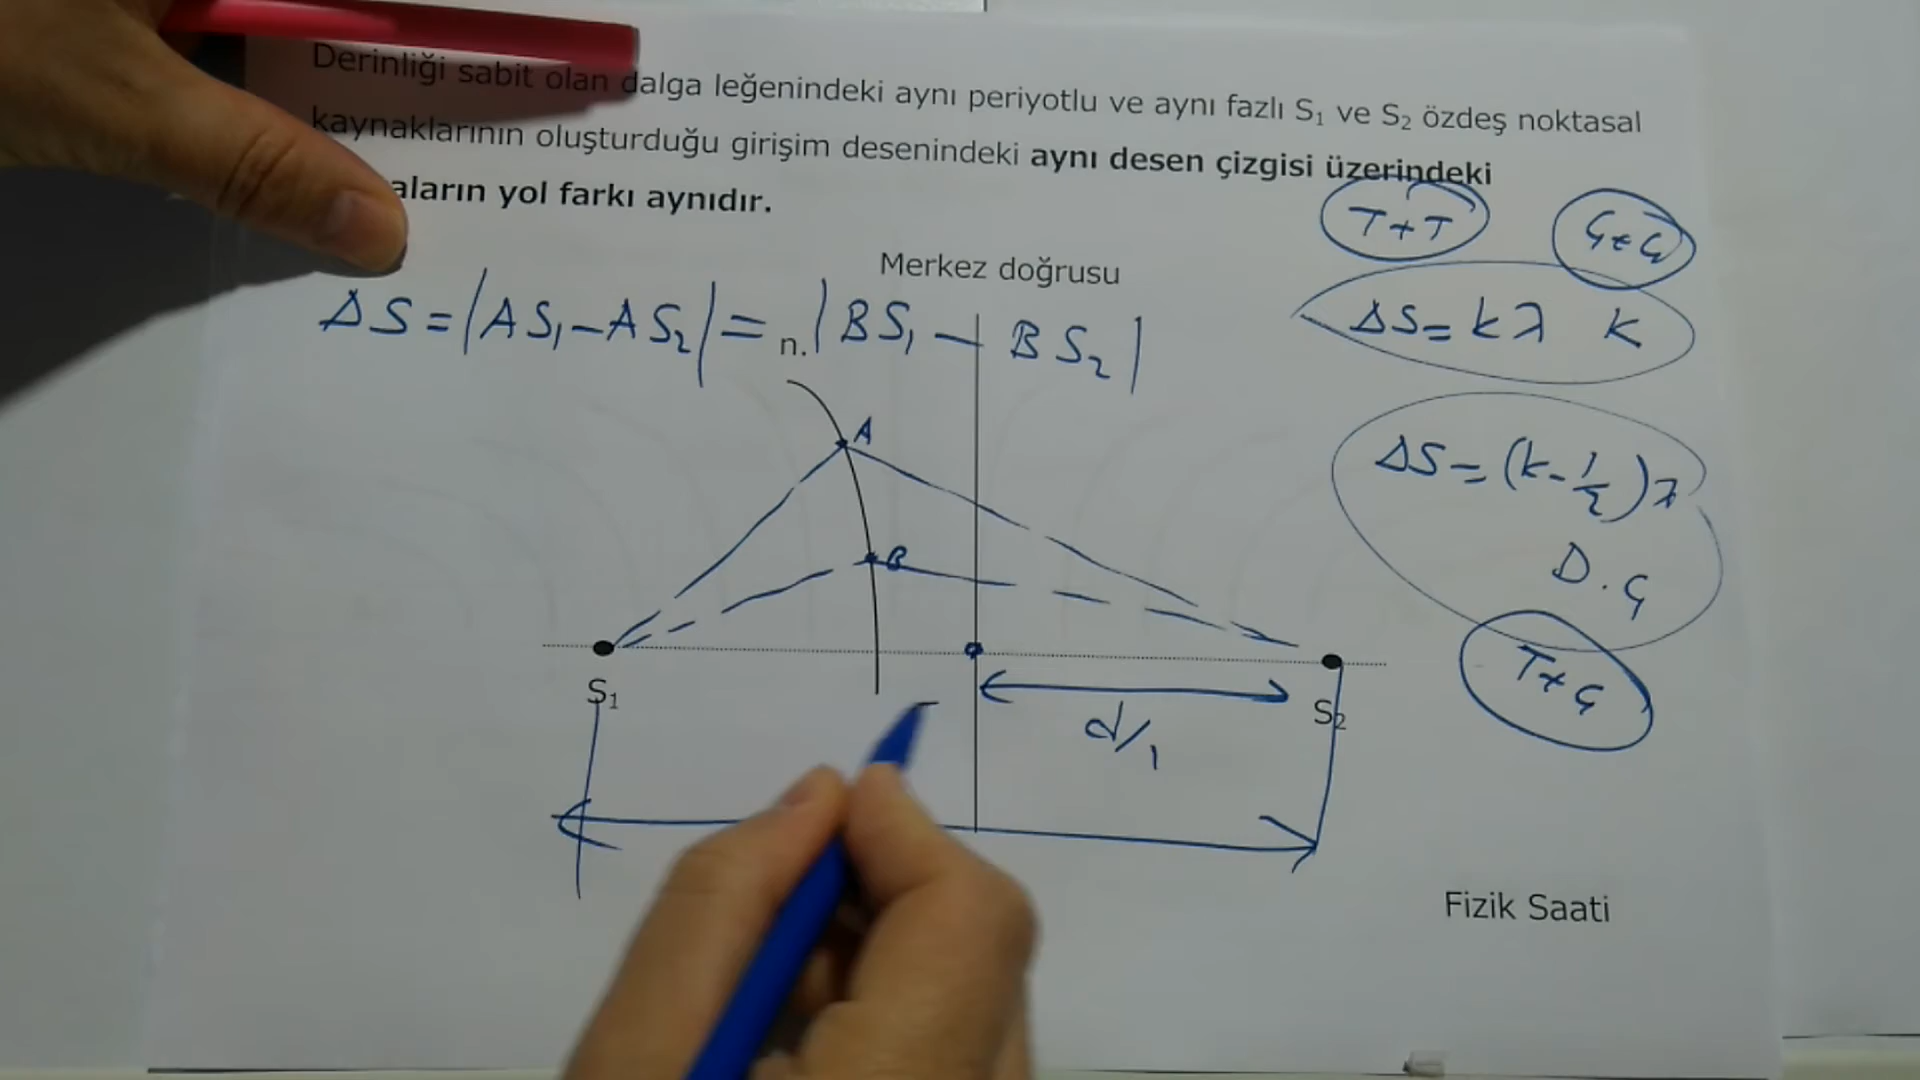 Derinliği sabit olan dalga leğenindeki aynı periyotlu ve aynı fazlı S₁ ve S₂ özdeş noktasal
kaynaklarının oluşturduğu girişim desenindeki aynı desen çizgisi üzerindeki
aların yol farkı aynıdır.
T+T
Ç+Ç
Merkez doğrusu
ΔS=|AS₁-AS₂|= n. |BS₁ - BS₂|
ΔS=kλ K
A
ΔS=(k-1/2)λ
B
D.Ç
T+Ç
S₁
S₂
Fizik Saati